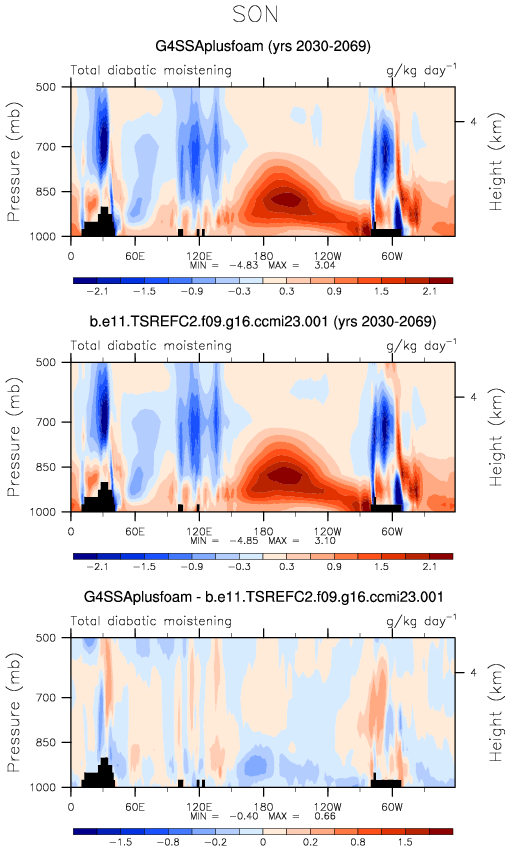 SON
G4SSAplusfoam (yrs 2030-2069)
Total diabatic moistening g/kg day⁻¹
Pressure (mb)
500
700
850
1000
4
Height (km)
0 60E 120E 180 120W 60W
MIN = −4.83 MAX = 3.04
−2.1 −1.5 −0.9 −0.3 0.3 0.9 1.5 2.1
b.e11.TSREFC2.f09.g16.ccmi23.001 (yrs 2030-2069)
Total diabatic moistening g/kg day⁻¹
Pressure (mb)
500
700
850
1000
4
Height (km)
0 60E 120E 180 120W 60W
MIN = −4.85 MAX = 3.10
−2.1 −1.5 −0.9 −0.3 0.3 0.9 1.5 2.1
G4SSAplusfoam - b.e11.TSREFC2.f09.g16.ccmi23.001
Total diabatic moistening g/kg day⁻¹
Pressure (mb)
500
700
850
1000
4
Height (km)
0 60E 120E 180 120W 60W
MIN = −0.40 MAX = 0.66
−1.5 −0.8 −0.2 0 0.2 0.8 1.5